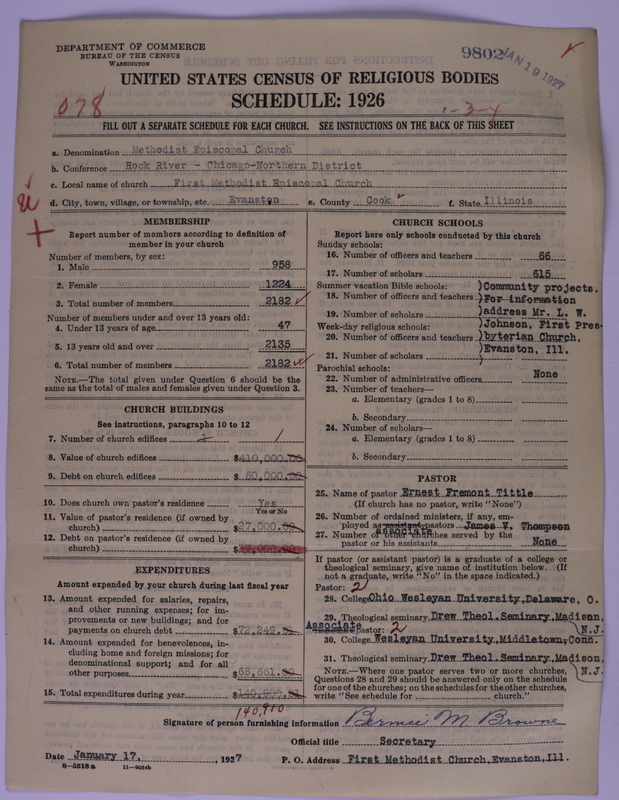 DEPARTMENT OF COMMERCE
BUREAU OF THE CENSUS
WASHINGTON
9802
JAN 19 1927
UNITED STATES CENSUS OF RELIGIOUS BODIES
SCHEDULE: 1926
078
1-3-4
FILL OUT A SEPARATE SCHEDULE FOR EACH CHURCH. SEE INSTRUCTIONS ON THE BACK OF THIS SHEET
a. Denomination Methodist Episcopal Church
b. Conference Rock River - Chicago-Northern District
c. Local name of church First Methodist Episcopal Church
d. City, town, village, or township, etc. Evanston e. County Cook f. State Illinois
MEMBERSHIP
Report number of members according to definition of
member in your church
Number of members, by sex:
1. Male 958
2. Female 1224
3. Total number of members 2182
Number of members under and over 13 years old:
4. Under 13 years of age 47
5. 13 years old and over 2135
6. Total number of members 2182
NOTE.—The total given under Question 6 should be
same as the total of males and females given under Question 3.
CHURCH BUILDINGS
See instructions, paragraphs 10 to 12
7. Number of church edifices 1
8. Value of church edifices $410,000.00
9. Debt on church edifices $ 60,000.00
10. Does church own pastor's residence Yes
Yes or No
11. Value of pastor's residence (if owned by
church) $27,000.00
12. Debt on pastor's residence (if owned by
church) $
EXPENDITURES
Amount expended by your church during last fiscal year
13. Amount expended for salaries, repairs,
and other running expenses; for im-
provements or new buildings; and for
payments on church debt $72,249.
14. Amount expended for benevolences, in-
cluding home and foreign missions; for
denominational support; and for all
other purposes $68,661.
15. Total expenditures during year
140,910
CHURCH SCHOOLS
Report here only schools conducted by this church
Sunday schools:
16. Number of officers and teachers 66
17. Number of scholars 615
Summer vacation Bible schools: )Community projects.
18. Number of officers and teachers )For information
19. Number of scholars )address Mr. L. W.
Week-day religious schools: )Johnson, First Pres-
20. Number of officers and teachers )byterian Church,
21. Number of scholars )Evanston, Ill.
Parochial schools:
22. Number of administrative officers None
23. Number of teachers—
a. Elementary (grades 1 to 8)
b. Secondary
24. Number of scholars—
a. Elementary (grades 1 to 8)
b. Secondary
PASTOR
25. Name of pastor Ernest Fremont Tittle
(If church has no pastor, write "None")
26. Number of ordained ministers, if any, em-
ployed as assistant pastors James V. Thompson
associate
27. Number of other churches served by the
pastor or his assistants None
If pastor (or assistant pastor) is a graduate of a college or
theological seminary, give name of institution below. (If
not a graduate, write "No" in the space indicated.)
Pastor: 2
28. College Ohio Wesleyan University, Delaware, O.
29. Theological seminary Drew Theol. Seminary, Madison, N.J.
Associate
Assistant pastor: 2
30. College Wesleyan University, Middletown, Conn.
31. Theological seminary Drew Theol. Seminary, Madison, N.J.
NOTE.—Where one pastor serves two or more churches,
Questions 28 and 29 should be answered only on the schedule
for one of the churches; on the schedules for the other churches,
write "See schedule for church."
Signature of person furnishing information Bernice M. Browne
Official title Secretary
Date January 17, 1927 P. O. Address First Methodist Church, Evanston, Ill.
8-5518a 11-9034b